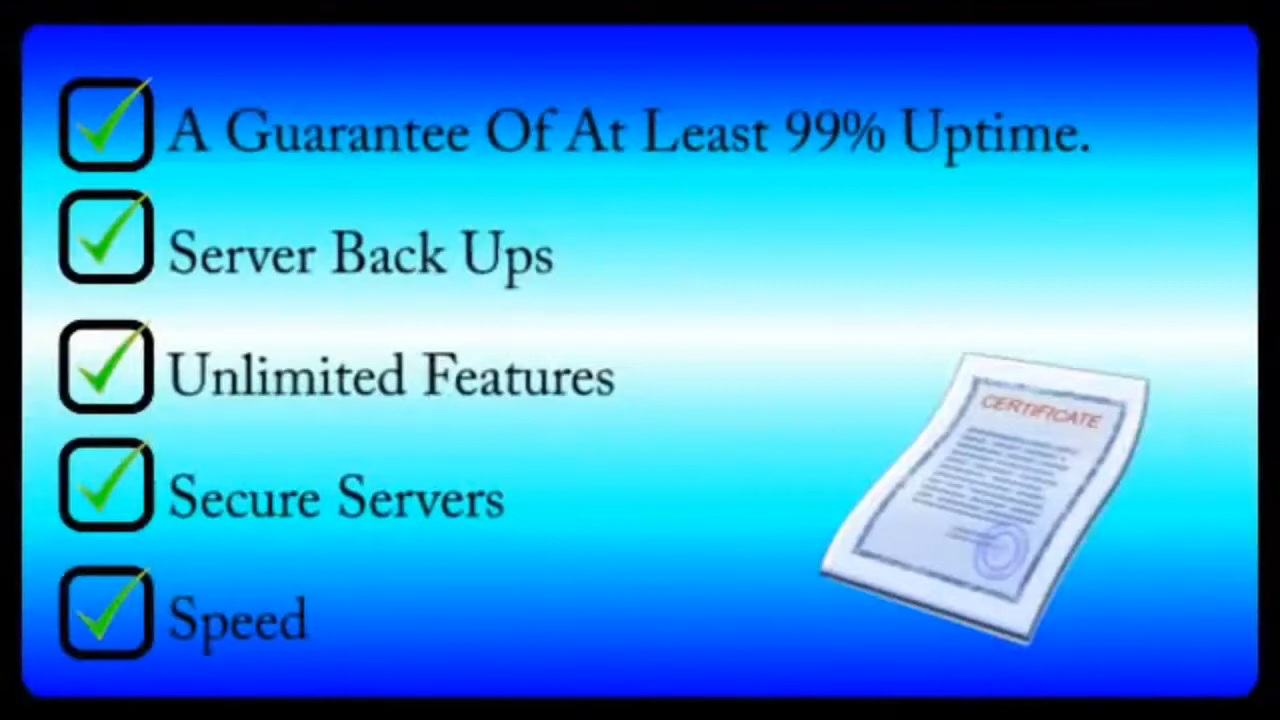 A Guarantee Of At Least 99% Uptime.
Server Back Ups
Unlimited Features
Secure Servers
Speed
CERTIFICATE